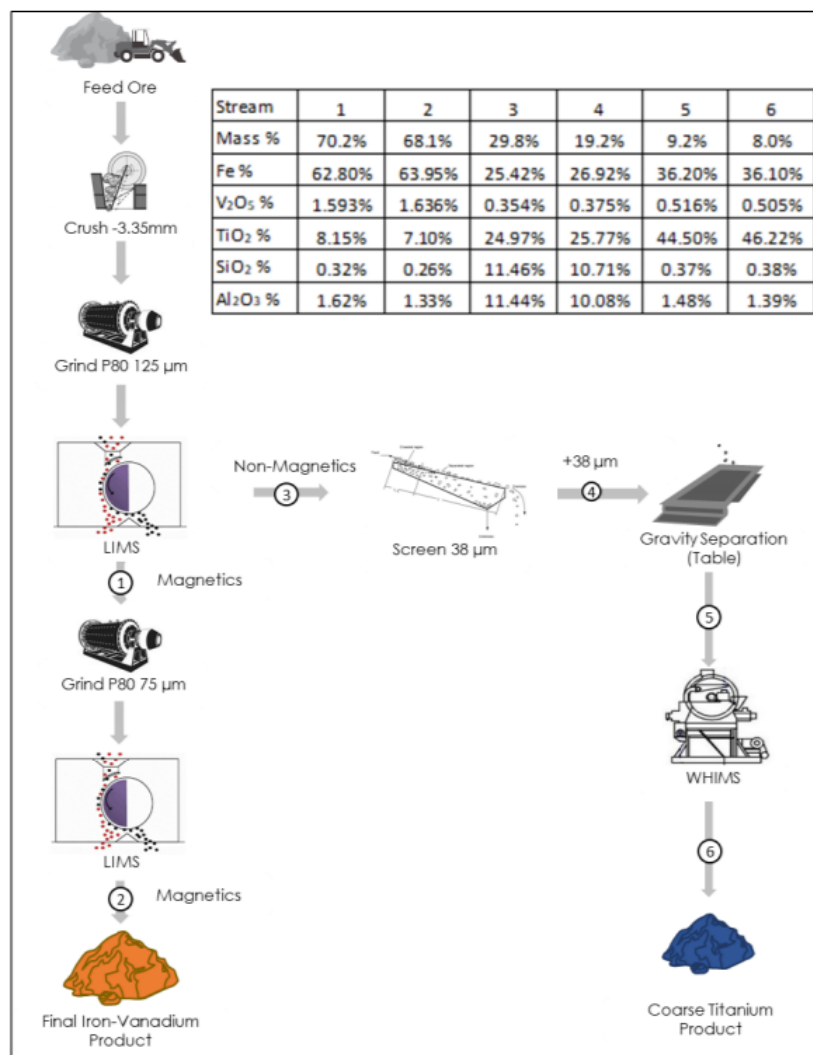 Feed Ore
Stream 1 2 3 4 5 6
Mass % 70.2% 68.1% 29.8% 19.2% 9.2% 8.0%
Fe % 62.80% 63.95% 25.42% 26.92% 36.20% 36.10%
V₂O₅ % 1.593% 1.636% 0.354% 0.375% 0.516% 0.505%
TiO₂ % 8.15% 7.10% 24.97% 25.77% 44.50% 46.22%
SiO₂ % 0.32% 0.26% 11.46% 10.71% 0.37% 0.38%
Al₂O₃ % 1.62% 1.33% 11.44% 10.08% 1.48% 1.39%
Crush -3.35mm
Grind P80 125 µm
Non-Magnetics
3
+38 µm
4
LIMS
Screen 38 µm
Gravity Separation
(Table)
1 Magnetics
5
Grind P80 75 µm
WHIMS
LIMS
6
2 Magnetics
Final Iron-Vanadium
Product
Coarse Titanium
Product